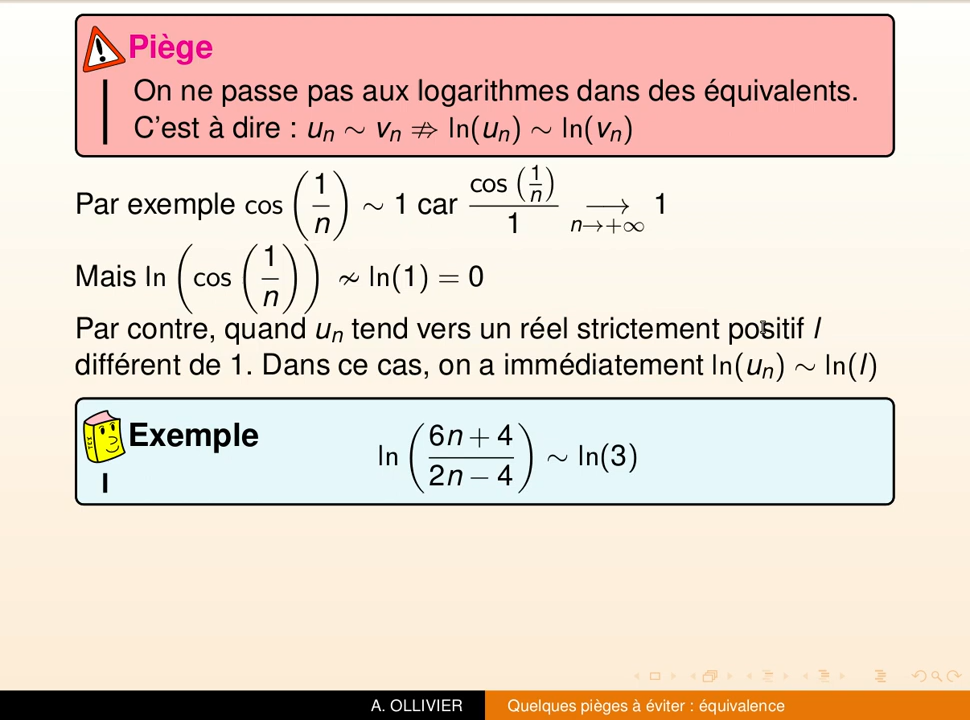 Piège
On ne passe pas aux logarithmes dans des équivalents.
C'est à dire : uₙ ∼ vₙ ⇏ ln(uₙ) ∼ ln(vₙ)
Par exemple cos(1/n) ∼ 1 car cos(1/n)/1 ⟶ 1 n→+∞
Mais ln(cos(1/n)) ≁ ln(1) = 0
Par contre, quand uₙ tend vers un réel strictement positif l
différent de 1. Dans ce cas, on a immédiatement ln(uₙ) ∼ ln(l)
Exemple
ln((6n + 4)/(2n − 4)) ∼ ln(3)
A. OLLIVIER Quelques pièges à éviter : équivalence